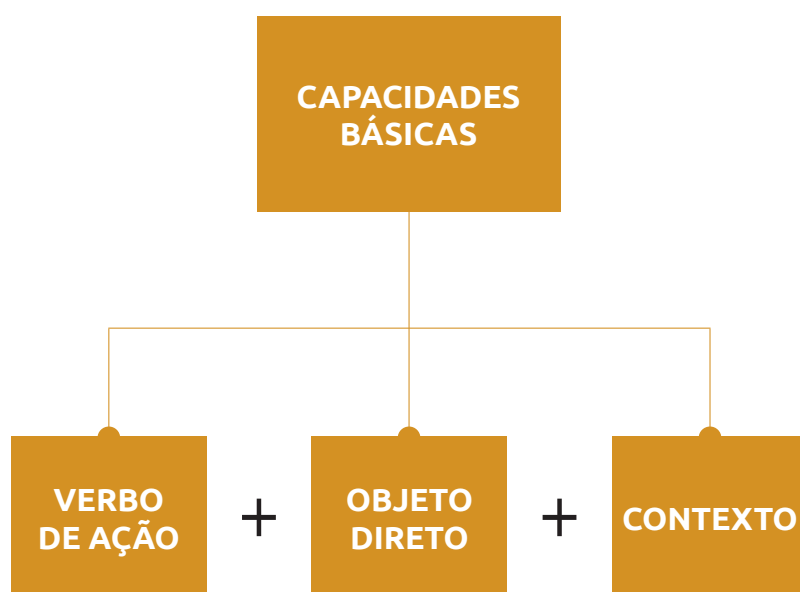 CAPACIDADES
BÁSICAS
VERBO
DE AÇÃO
+
OBJETO
DIRETO
+
CONTEXTO